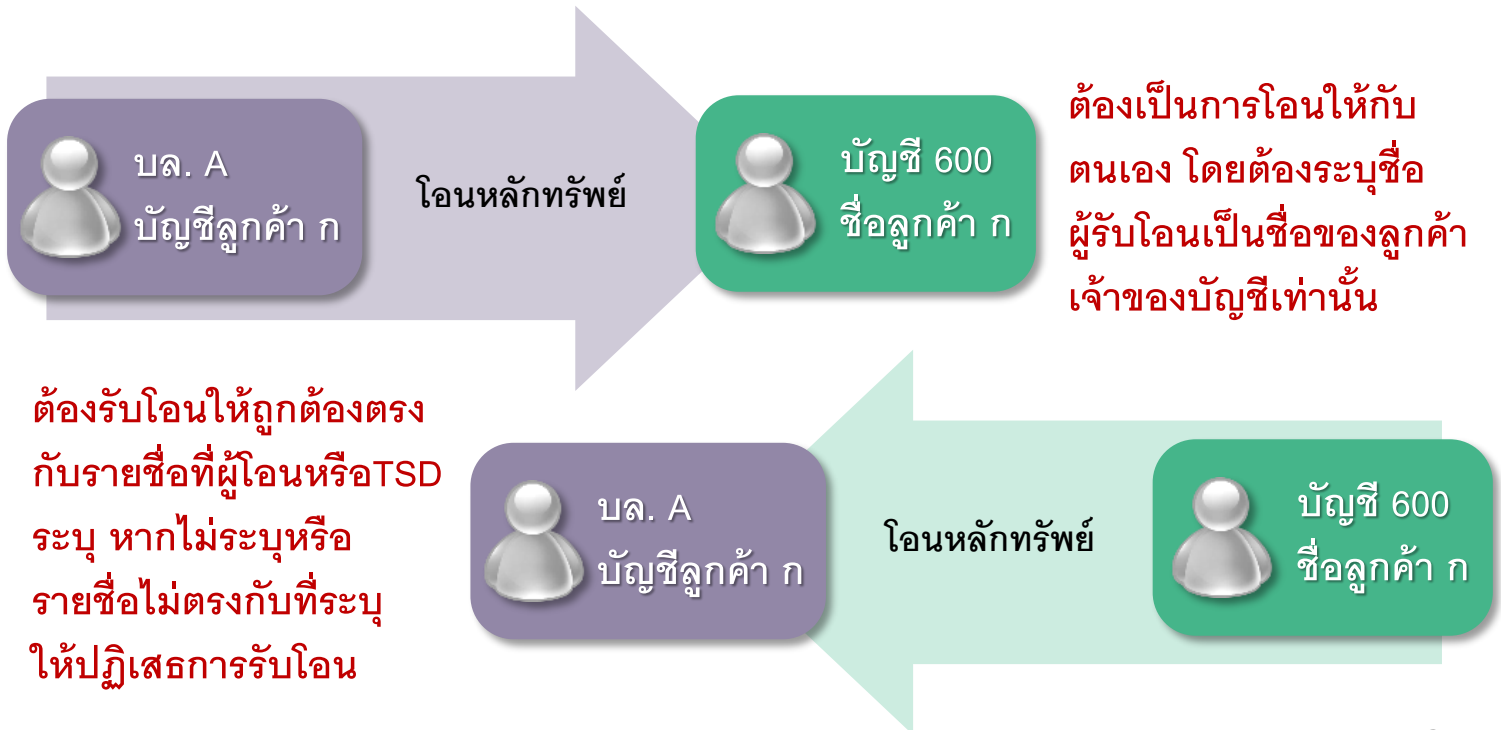 บล. A
บัญชีลูกค้า ก
โอนหลักทรัพย์
บัญชี 600
ชื่อลูกค้า ก
ต้องเป็นการโอนให้กับ
ตนเอง โดยต้องระบุชื่อ
ผู้รับโอนเป็นชื่อของลูกค้า
เจ้าของบัญชีเท่านั้น
ต้องรับโอนให้ถูกต้องตรง
กับรายชื่อที่ผู้โอนหรือTSD
ระบุ หากไม่ระบุหรือ
รายชื่อไม่ตรงกับที่ระบุ
ให้ปฏิเสธการรับโอน
บล. A
บัญชีลูกค้า ก
โอนหลักทรัพย์
บัญชี 600
ชื่อลูกค้า ก